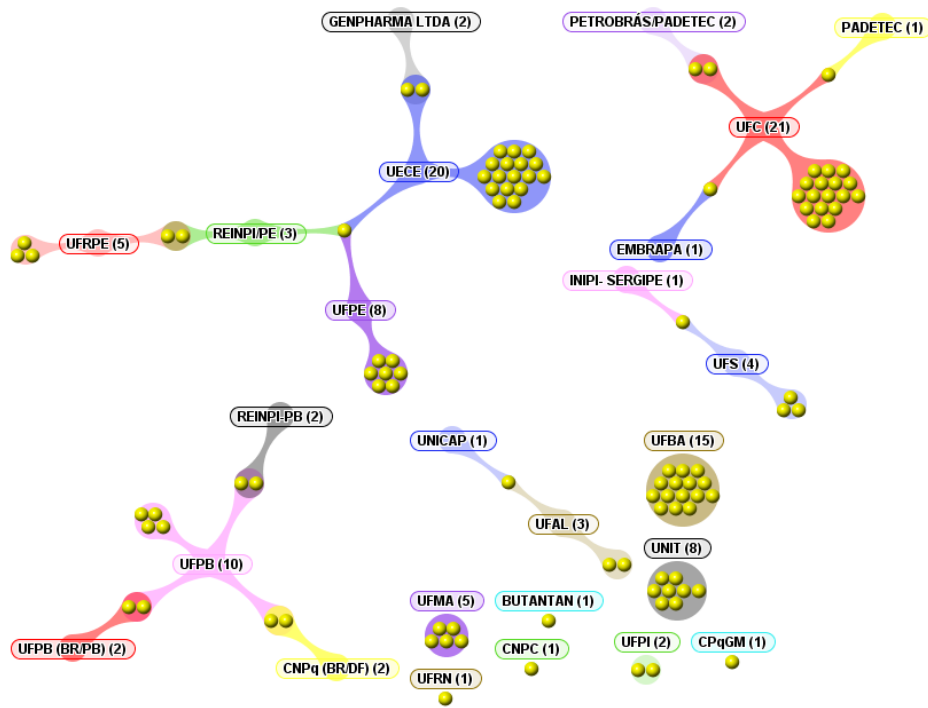 GENPHARMA LTDA (2)
PETROBRÁS/PADETEC (2)
PADETEC (1)
UFC (21)
UECE (20)
UFRPE (5)
REINPI/PE (3)
EMBRAPA (1)
INIPI- SERGIPE (1)
UFPE (8)
UFS (4)
REINPI-PB (2)
UNICAP (1)
UFBA (15)
UFAL (3)
UNIT (8)
UFPB (10)
UFMA (5)
BUTANTAN (1)
UFPB (BR/PB) (2)
CNPq (BR/DF) (2)
CNPC (1)
UFPI (2)
CPqGM (1)
UFRN (1)